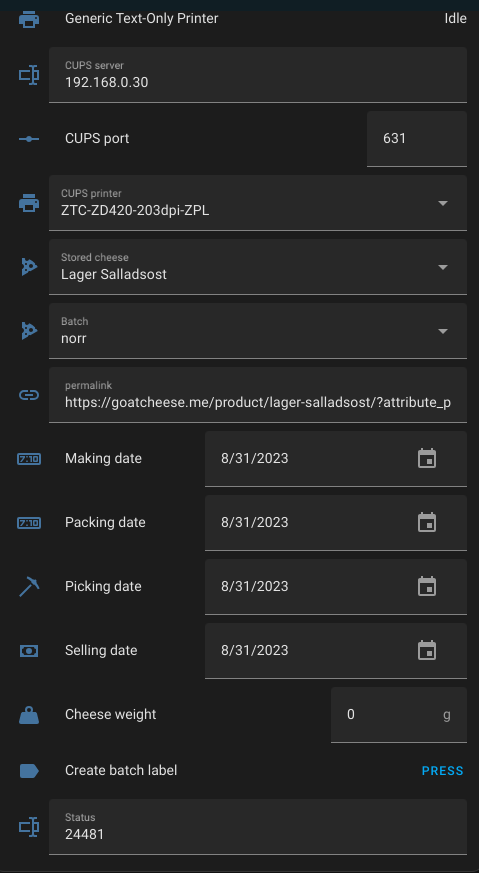 Generic Text-Only Printer Idle
CUPS server
192.168.0.30
CUPS port 631
CUPS printer
ZTC-ZD420-203dpi-ZPL
Stored cheese
Lager Salladsost
Batch
norr
permalink
https://goatcheese.me/product/lager-salladsost/?attribute_p
7:10 Making date 8/31/2023
7:10 Packing date 8/31/2023
Picking date 8/31/2023
Selling date 8/31/2023
Cheese weight 0 g
Create batch label PRESS
Status
24481